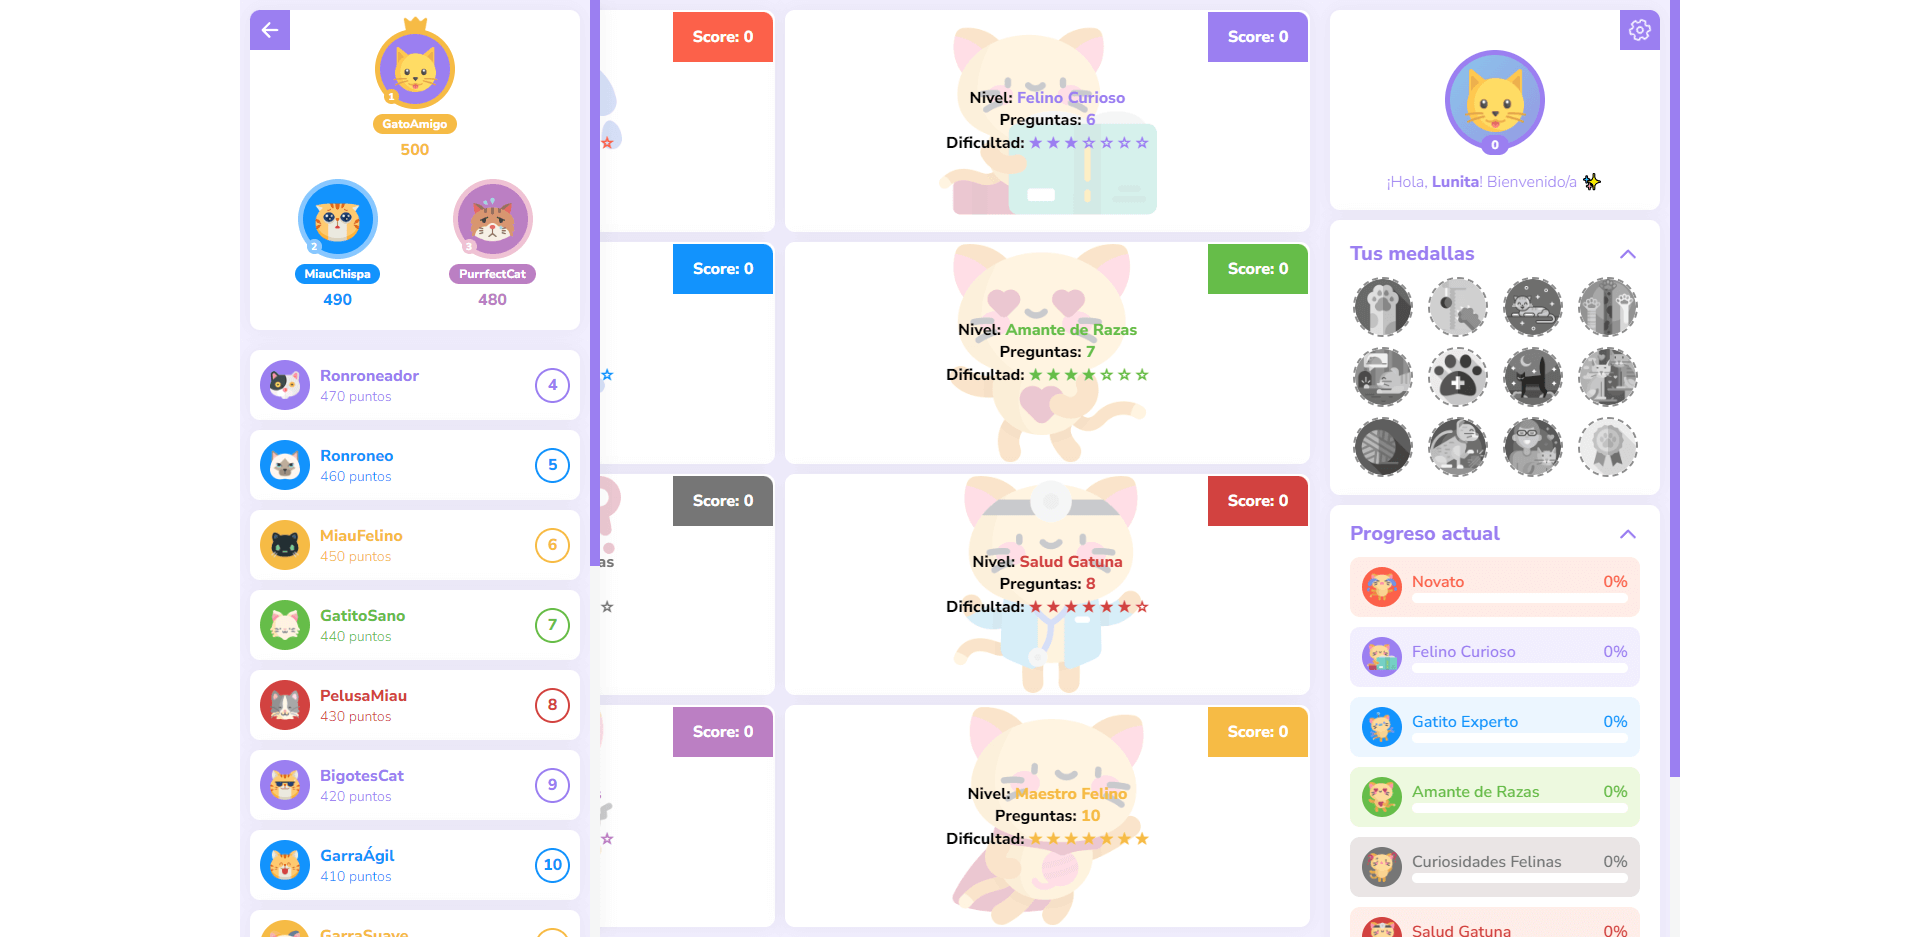 1
GatoAmigo
500
2
MiauChispa
490
3
PurrfectCat
480
Ronroneador
470 puntos
4
Ronroneo
460 puntos
5
MiauFelino
450 puntos
6
GatitoSano
440 puntos
7
PelusaMiau
430 puntos
8
BigotesCat
420 puntos
9
GarraÁgil
410 puntos
10
GarraSuave
Score: 0
Score: 0
Score: 0
as
Score: 0
Score: 0
Nivel: Felino Curioso
Preguntas: 6
Dificultad: ★★★☆☆☆☆
Score: 0
Nivel: Amante de Razas
Preguntas: 7
Dificultad: ★★★★☆☆☆
Score: 0
Nivel: Salud Gatuna
Preguntas: 8
Dificultad: ★★★★★★☆
Score: 0
Nivel: Maestro Felino
Preguntas: 10
Dificultad: ★★★★★★★
0
¡Hola, Lunita! Bienvenido/a ✨
Tus medallas
Progreso actual
Novato 0%
Felino Curioso 0%
Gatito Experto 0%
Amante de Razas 0%
Curiosidades Felinas 0%
Salud Gatuna 0%